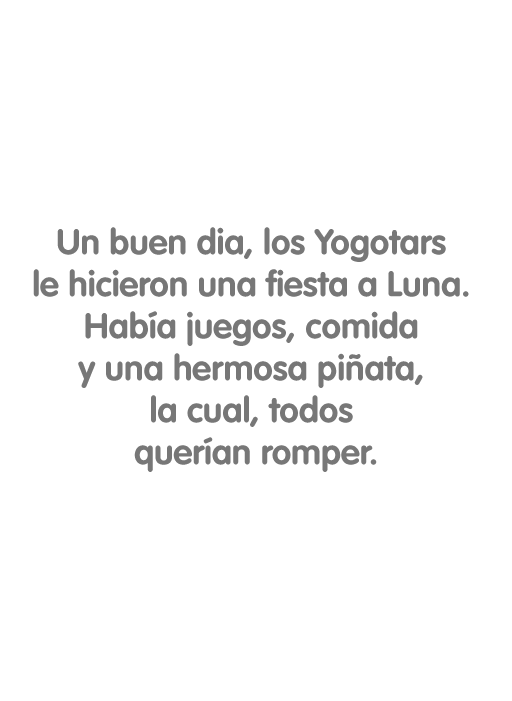 Un buen dia, los Yogotars
le hicieron una fiesta a Luna.
Había juegos, comida
y una hermosa piñata,
la cual, todos
querían romper.